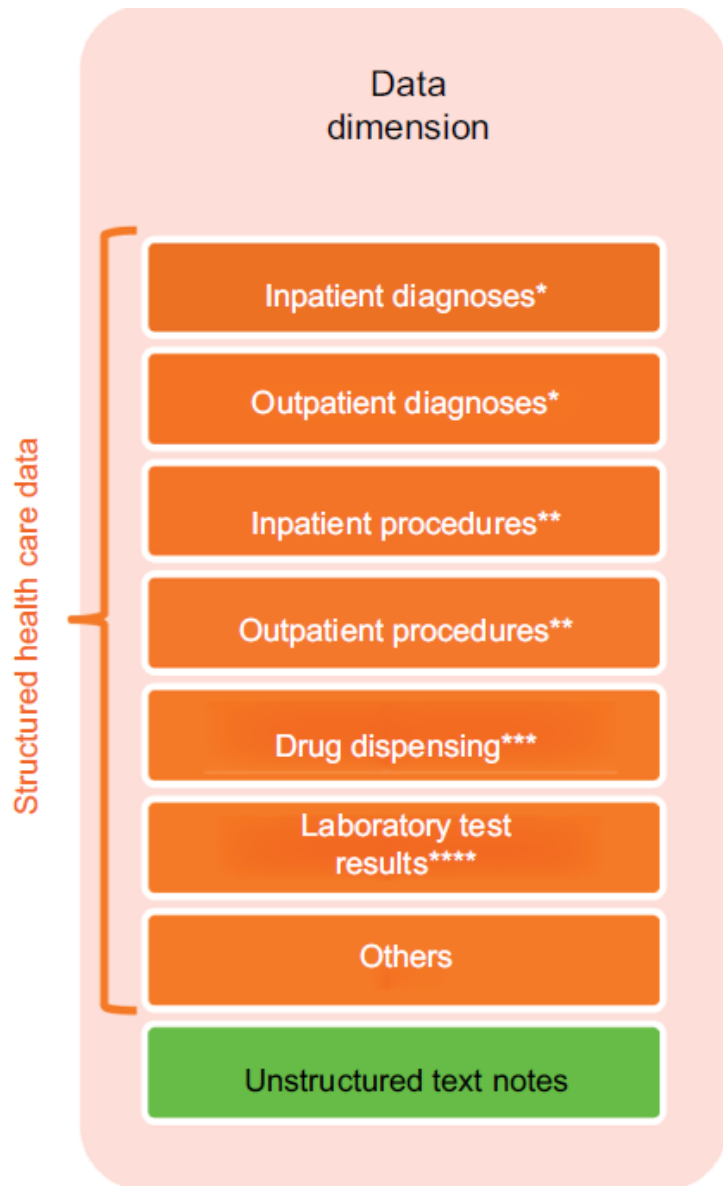 Data
dimension
Structured health care data
Inpatient diagnoses*
Outpatient diagnoses*
Inpatient procedures**
Outpatient procedures**
Drug dispensing***
Laboratory test
results****
Others
Unstructured text notes